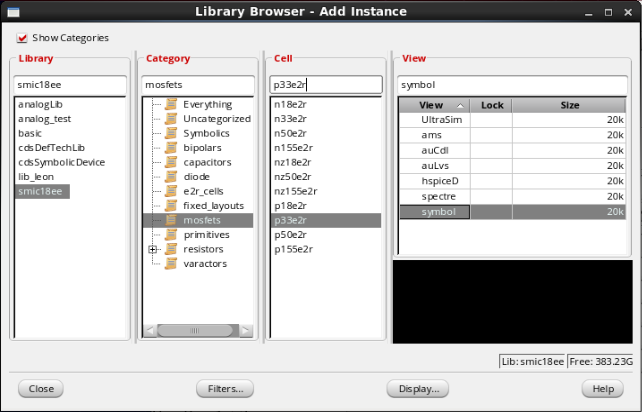 Library Browser - Add Instance
Show Categories
Library
Category
Cell
View
smic18ee
mosfets
p33e2r
symbol
analogLib
analog_test
basic
cdsDefTechLib
cdsSymbolicDevice
lib_leon
smic18ee
Everything
Uncategorized
Symbolics
bipolars
capacitors
diode
e2r_cells
fixed_layouts
mosfets
primitives
resistors
varactors
n18e2r
n33e2r
n50e2r
n155e2r
nz18e2r
nz50e2r
nz155e2r
p18e2r
p33e2r
p50e2r
p155e2r
View Lock Size
UltraSim 20k
ams 20k
auCdl 20k
auLvs 20k
hspiceD 20k
spectre 20k
symbol 20k
Lib: smic18ee Free: 383.23G
Close Filters... Display... Help